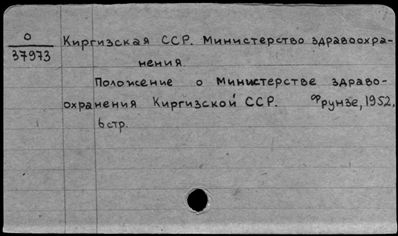 О
37973
Киргизская ССР. Министерство здравоохра-
нения.
Положение о Министерстве здраво-
охранения Киргизской ССР. Фрунзе, 1952.
6 стр.